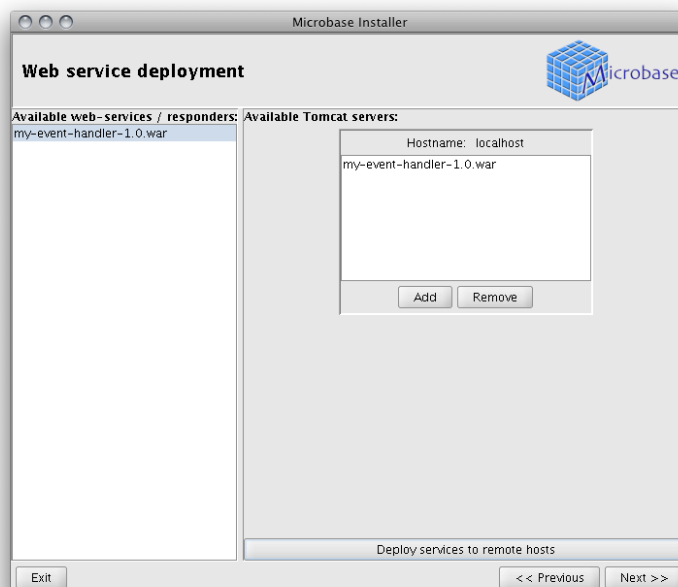 Microbase Installer
Web service deployment
Microbase
Available web-services / responders:
my-event-handler-1.0.war
Available Tomcat servers:
Hostname: localhost
my-event-handler-1.0.war
Add
Remove
Deploy services to remote hosts
Exit
<< Previous
Next >>